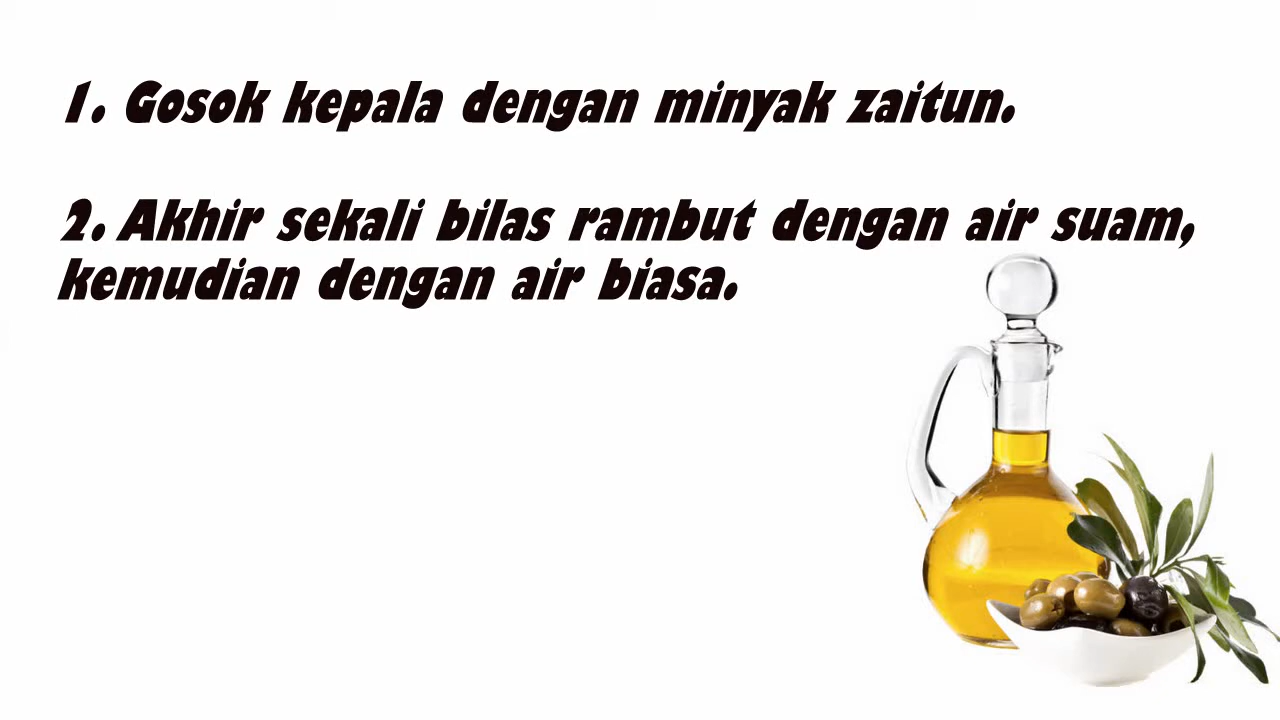 1. Gosok kepala dengan minyak zaitun.
2. Akhir sekali bilas rambut dengan air suam,
kemudian dengan air biasa.